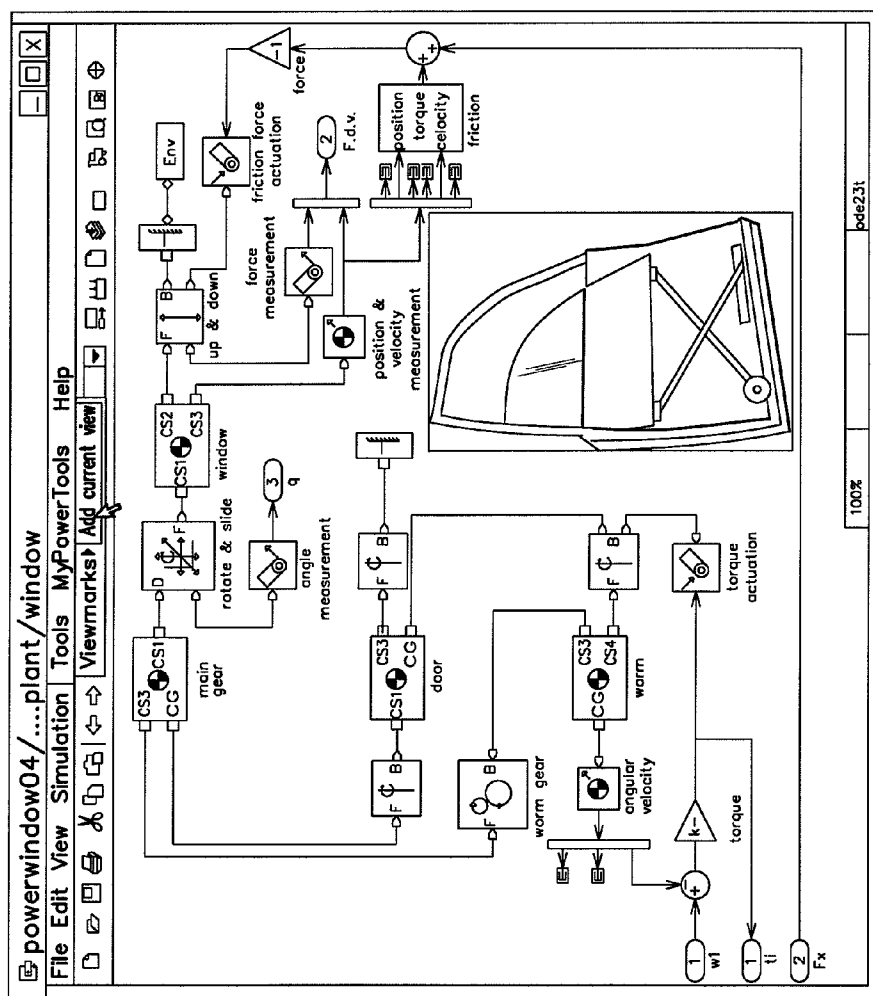 powerwindow04/....plant/window
File Edit View Simulation Tools MyPowerTools Help
Viewmarks
Add current view
CS3
CG
CS1
main
gear
D
F
rotate & slide
CS1
CS2
CS3
window
F
B
up & down
Env
friction force
actuation
-1
force
angle
measurement
3
q
force
measurement
2
F.d.v.
position &
velocity
measurement
position
torque
celocity
friction
+
+
F
B
CS1
CS3
CG
door
F
B
F
B
worm gear
CG
CS3
CS4
warm
F
B
angular
velocity
torque
actuation
E
E
E
E
E
E
1
w1
+
-
k-
torque
1
ti
2
Fx
100%
ode23t